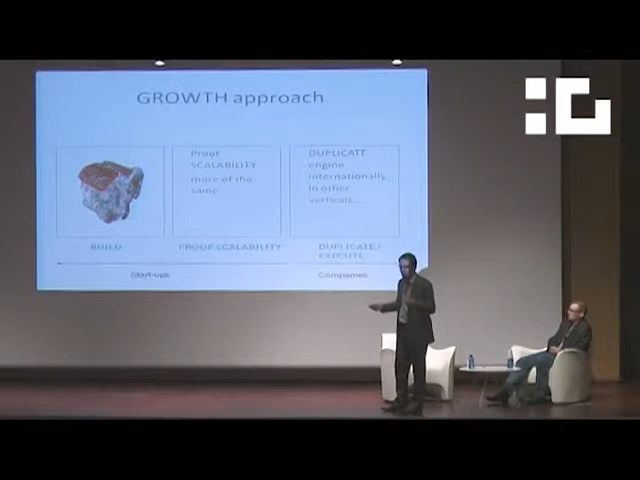 GROWTH approach
Proof
SCALABILITY
more of the
same
DUPLICATE
engine
internationally,
in other
verticals....
BUILD
PROOF SCALABILITY
DUPLICATE /
EXECUTE
Start-ups
Companies